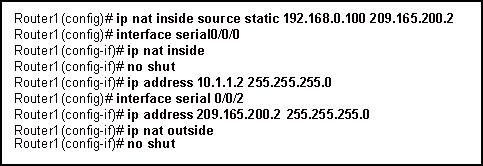 Router1(config)# ip nat inside source static 192.168.0.100 209.165.200.2
Router1(config)# interface serial0/0/0
Router1(config-if)# ip nat inside
Router1(config-if)# no shut
Router1(config-if)# ip address 10.1.1.2 255.255.255.0
Router1(config)# interface serial 0/0/2
Router1(config-if)# ip address 209.165.200.2 255.255.255.0
Router1(config-if)# ip nat outside
Router1(config-if)# no shut